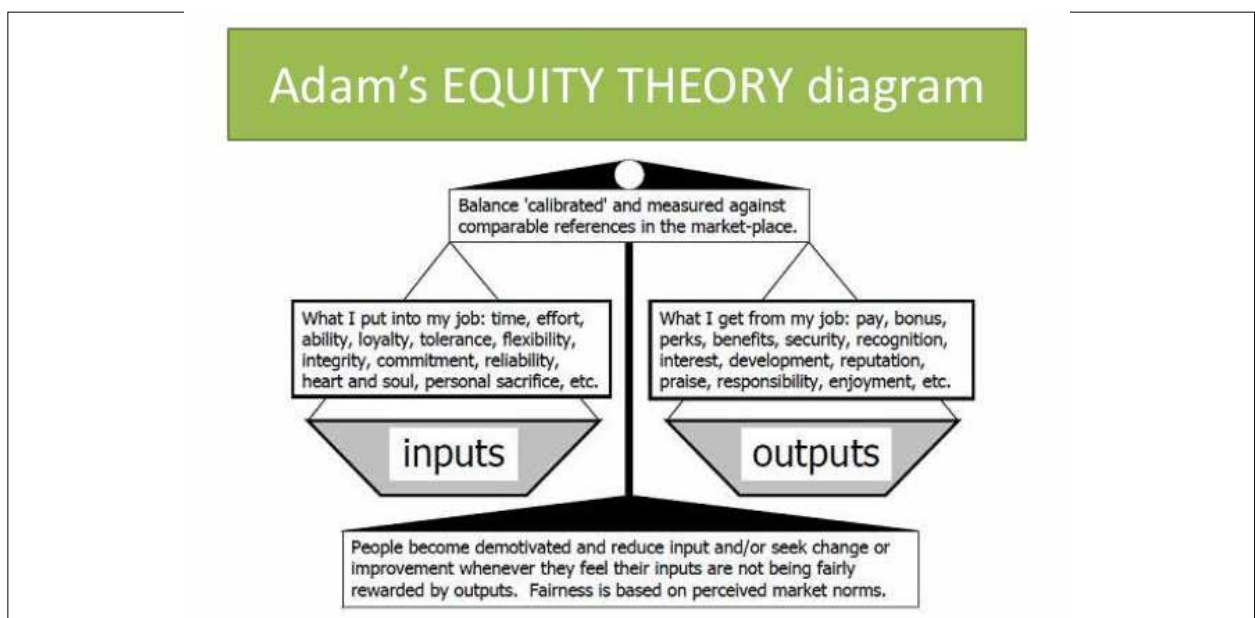 Adam's EQUITY THEORY diagram
Balance 'calibrated' and measured against
comparable references in the market-place.
What I put into my job: time, effort,
ability, loyalty, tolerance, flexibility,
integrity, commitment, reliability,
heart and soul, personal sacrifice, etc.
What I get from my job: pay, bonus,
perks, benefits, security, recognition,
interest, development, reputation,
praise, responsibility, enjoyment, etc.
inputs
outputs
People become demotivated and reduce input and/or seek change or
improvement whenever they feel their inputs are not being fairly
rewarded by outputs. Fairness is based on perceived market norms.